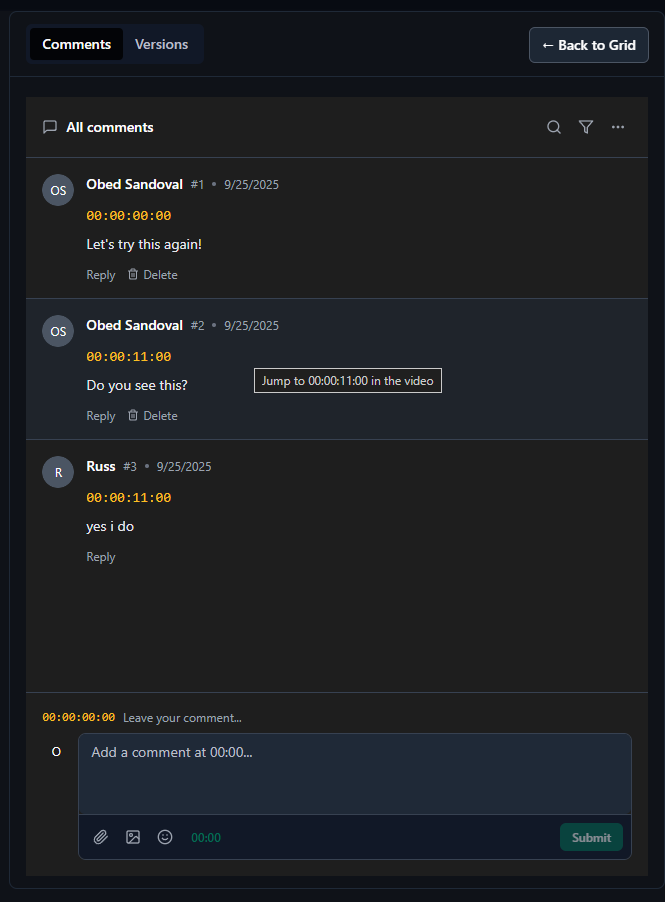 Comments Versions ← Back to Grid
All comments
OS Obed Sandoval #1 • 9/25/2025
00:00:00:00
Let's try this again!
Reply Delete
OS Obed Sandoval #2 • 9/25/2025
00:00:11:00
Jump to 00:00:11:00 in the video
Do you see this?
Reply Delete
R Russ #3 • 9/25/2025
00:00:11:00
yes i do
Reply
00:00:00:00 Leave your comment...
O Add a comment at 00:00...
00:00 Submit